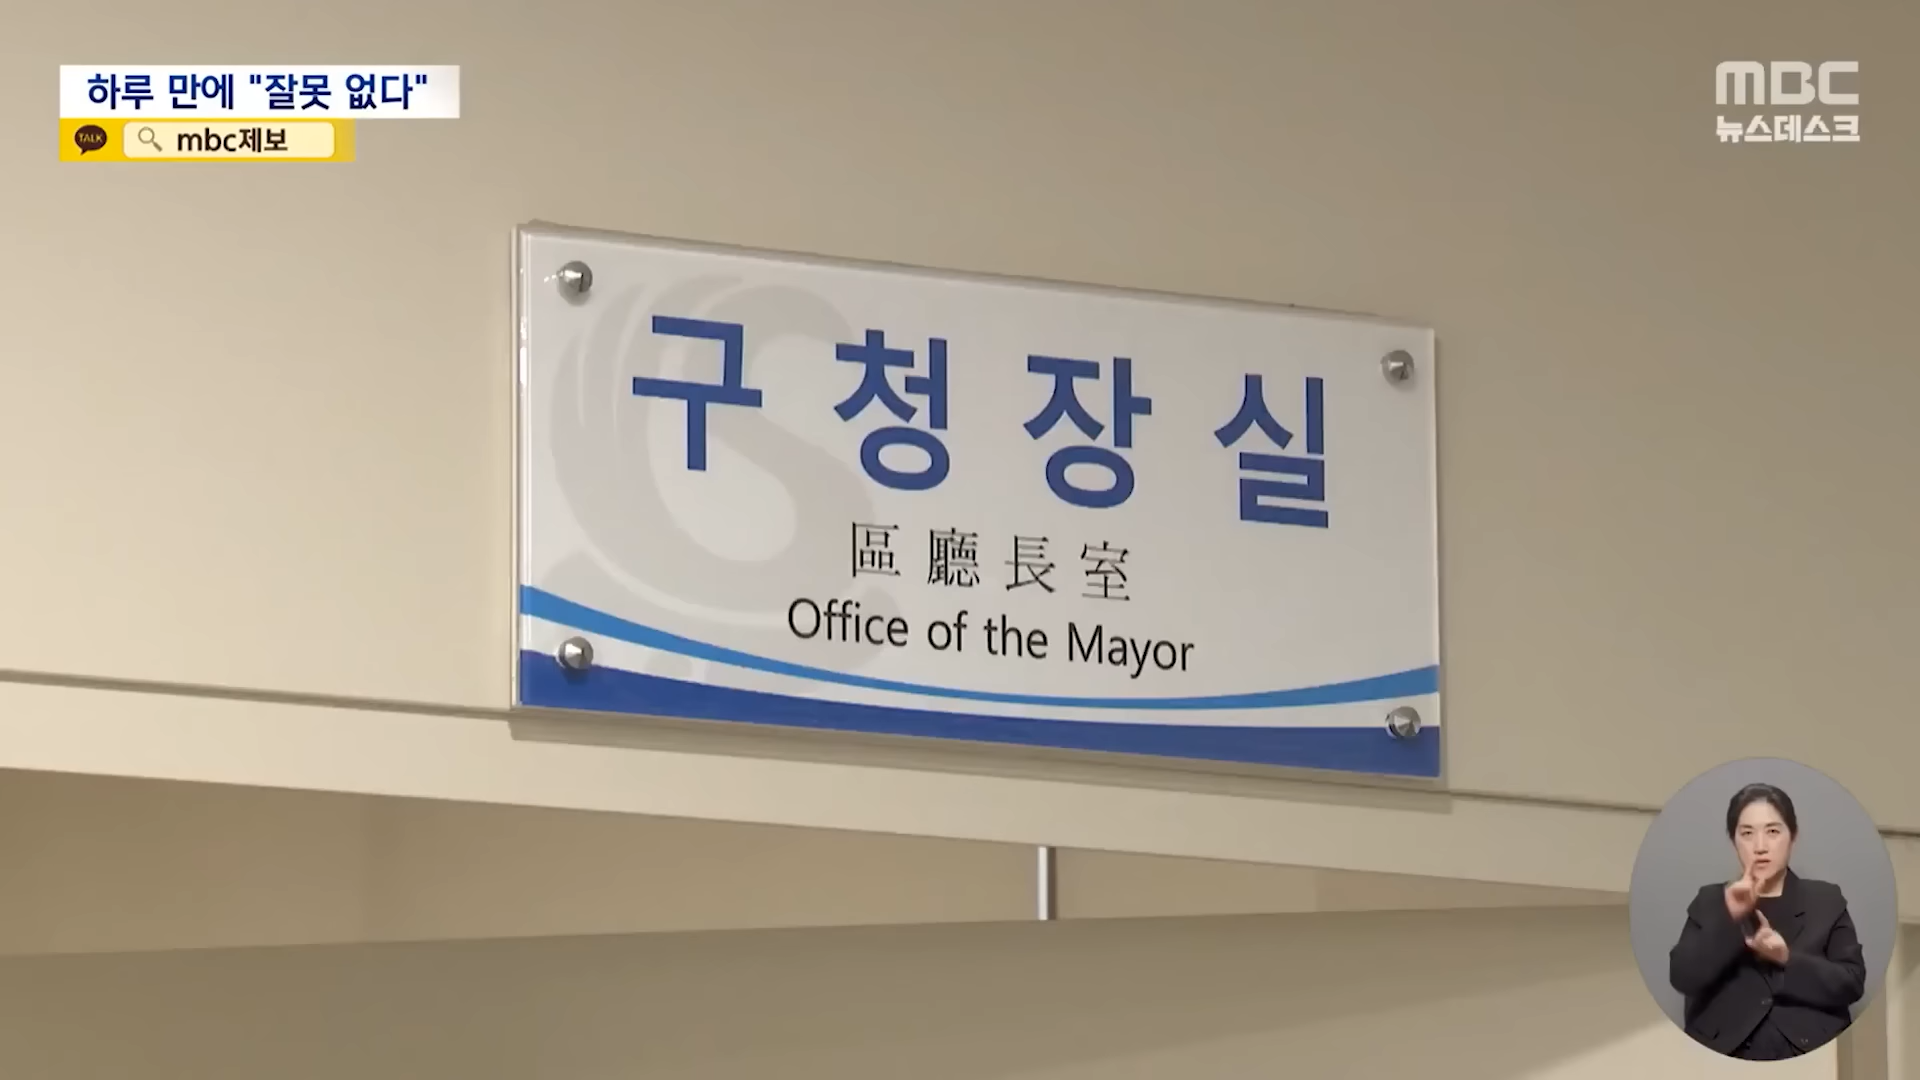 하루 만에 "잘못 없다"
TALK mbc제보
MBC
뉴스데스크
구청장실
區廳長室
Office of the Mayor